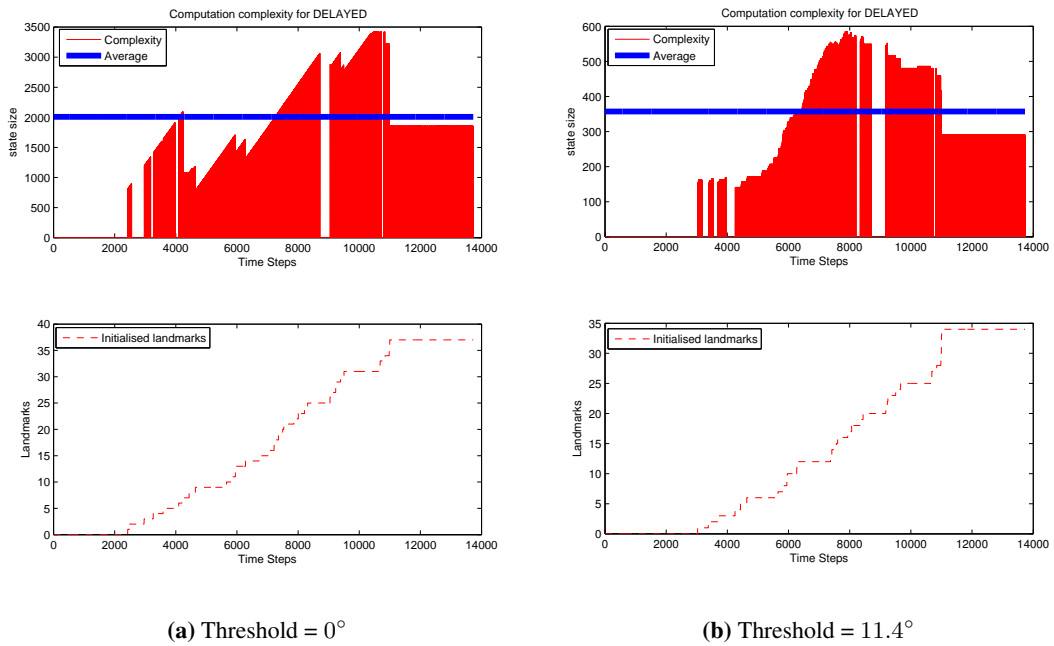 Computation complexity for DELAYED
3500
3000
2500
2000
1500
1000
500
0
state size
Complexity
Average
0 2000 4000 6000 8000 10000 12000 14000
Time Steps
40
35
30
25
20
15
10
5
0
Landmarks
Initialised landmarks
0 2000 4000 6000 8000 10000 12000 14000
Time Steps
(a) Threshold = 0°
Computation complexity for DELAYED
600
500
400
300
200
100
0
state size
Complexity
Average
0 2000 4000 6000 8000 10000 12000 14000
Time Steps
35
30
25
20
15
10
5
0
Landmarks
Initialised landmarks
0 2000 4000 6000 8000 10000 12000 14000
Time Steps
(b) Threshold = 11.4°